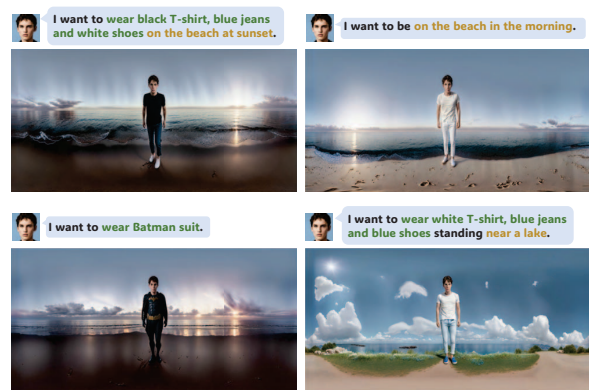 I want to wear black T-shirt, blue jeans
and white shoes on the beach at sunset.
I want to be on the beach in the morning.
I want to wear Batman suit.
I want to wear white T-shirt, blue jeans
and blue shoes standing near a lake.